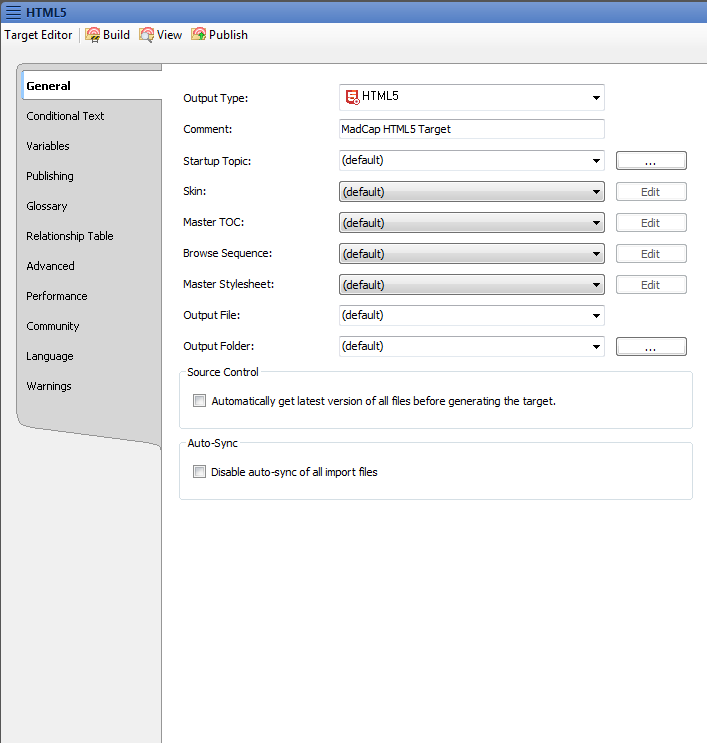 HTML5
Target Editor Build View Publish
General
Conditional Text
Variables
Publishing
Glossary
Relationship Table
Advanced
Performance
Community
Language
Warnings
Output Type: HTML5
Comment: MadCap HTML5 Target
Startup Topic: (default) ...
Skin: (default) Edit
Master TOC: (default) Edit
Browse Sequence: (default) Edit
Master Stylesheet: (default) Edit
Output File: (default)
Output Folder: (default) ...
Source Control
Automatically get latest version of all files before generating the target.
Auto-Sync
Disable auto-sync of all import files